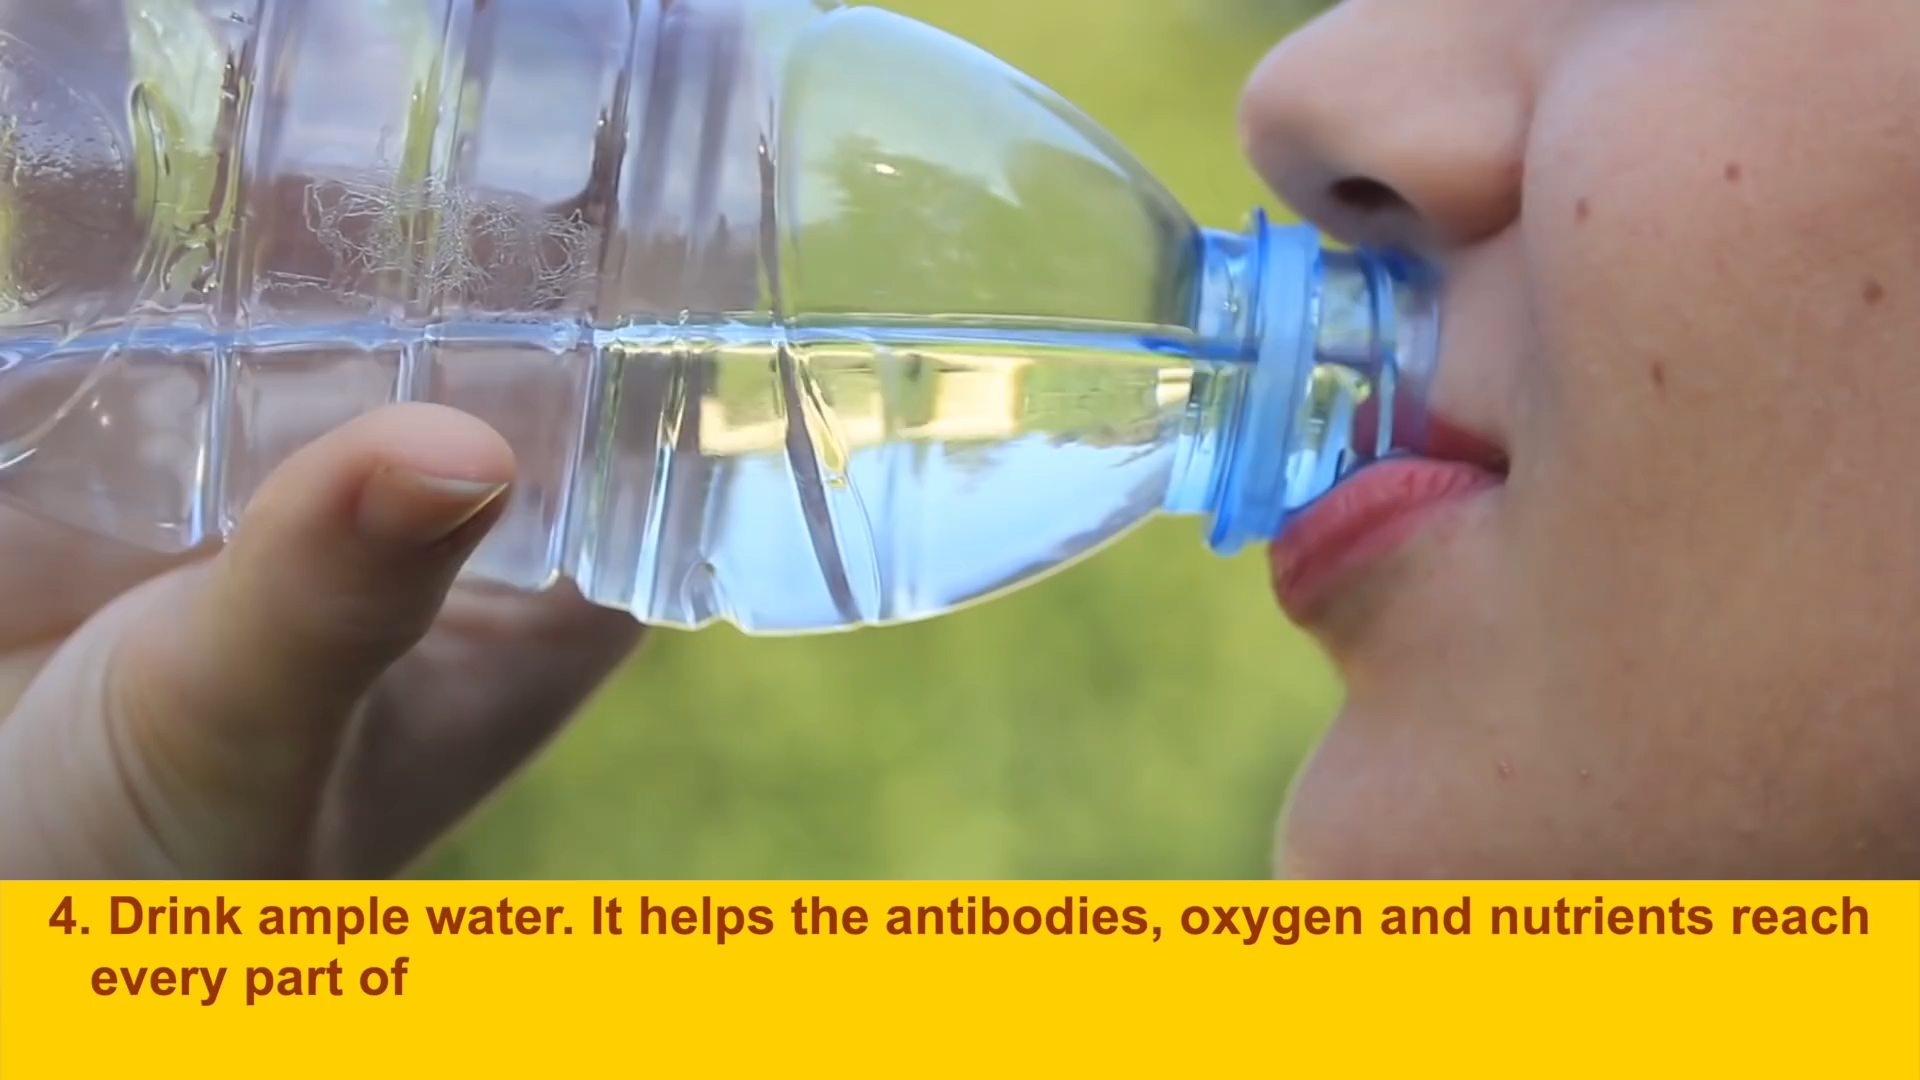 4. Drink ample water. It helps the antibodies, oxygen and nutrients reach
every part of